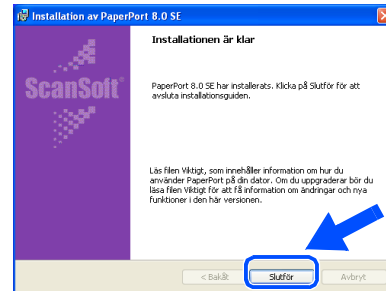 Installation av PaperPort 8.0 SE
Installationen är klar
ScanSoft
PaperPort 8.0 SE har installerats. Klicka på Slutför för att
avsluta installationsguiden.
Läs filen Viktigt, som innehåller information om hur du
använder PaperPort på din dator. Om du uppgraderar bör du
läsa filen Viktigt för att få information om ändringar och nya
funktioner i den här versionen.
< Bakåt
Slutför
Avbryt